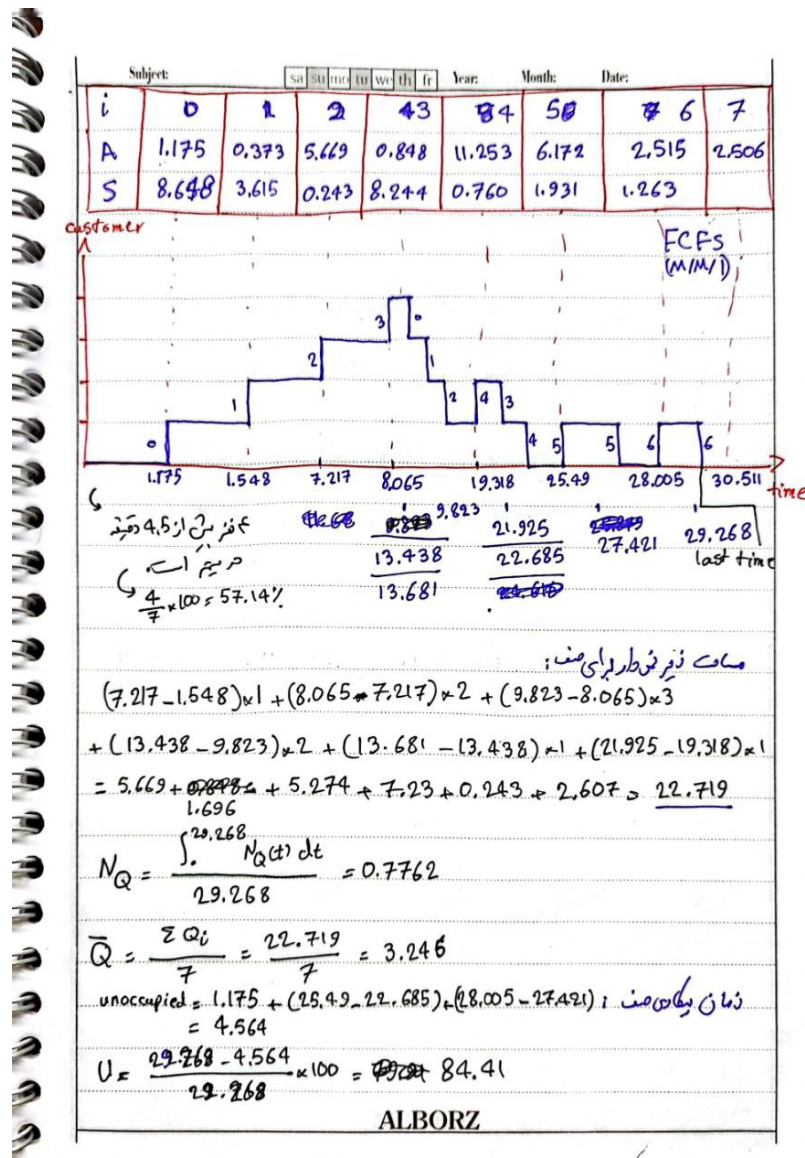 Subject: sa su mo tu we th fr Year: Month: Date:
i 0 1 2 3 4 5 6 7
A 1.175 0.373 5.669 0.848 11.253 6.172 2.515 2.506
S 8.648 3.615 0.243 8.244 0.760 1.931 1.263
customer
FCFS
(M/M/1)
3 0
2 1
1 2 4 3
0 4 5 5 6 6
1.175 1.548 7.217 8.065 19.318 25.49 28.005 30.511 time
9.823 21.925 27.421 29.268
13.438 22.685 last time
13.681
۴ نفر بیش از 4.5 دقیقه
در سیستم است.
4/7 × 100 = 57.14%
مساحت زیر نمودار برای صف:
(7.217 - 1.548) × 1 + (8.065 - 7.217) × 2 + (9.823 - 8.065) × 3
+ (13.438 - 9.823) × 2 + (13.681 - 13.438) × 1 + (21.925 - 19.318) × 1
= 5.669 + 1.696 + 5.274 + 7.23 + 0.243 + 2.607 = 22.719
N_Q = ∫₀^29.268 N_Q(t) dt / 29.268 = 0.7762
Q̄ = Σ Qi / 7 = 22.719 / 7 = 3.246
زمان بیکاری صف: unoccupied = 1.175 + (25.49 - 22.685) + (28.005 - 27.421)
= 4.564
U = (29.268 - 4.564) / 29.268 × 100 = 84.41
ALBORZ